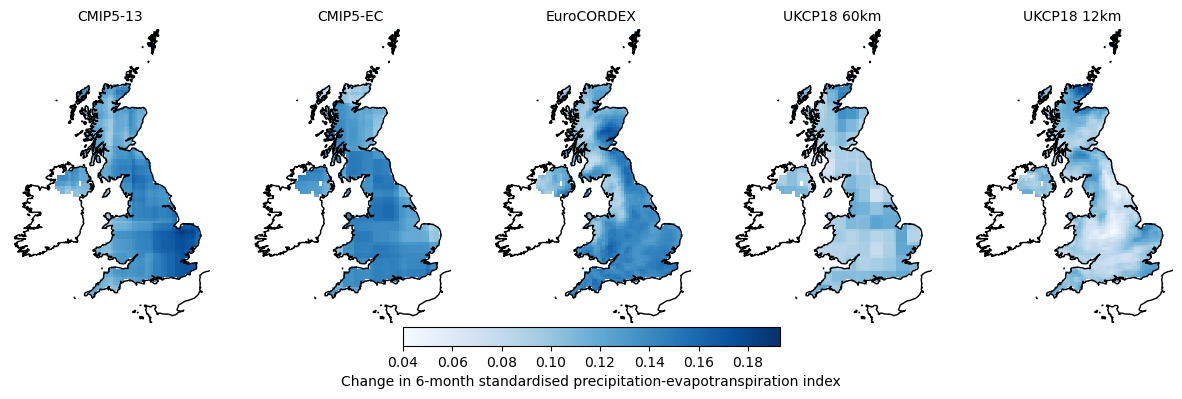 CMIP5-13 CMIP5-EC EuroCORDEX UKCP18 60km UKCP18 12km
0.04 0.06 0.08 0.10 0.12 0.14 0.16 0.18
Change in 6-month standardised precipitation-evapotranspiration index